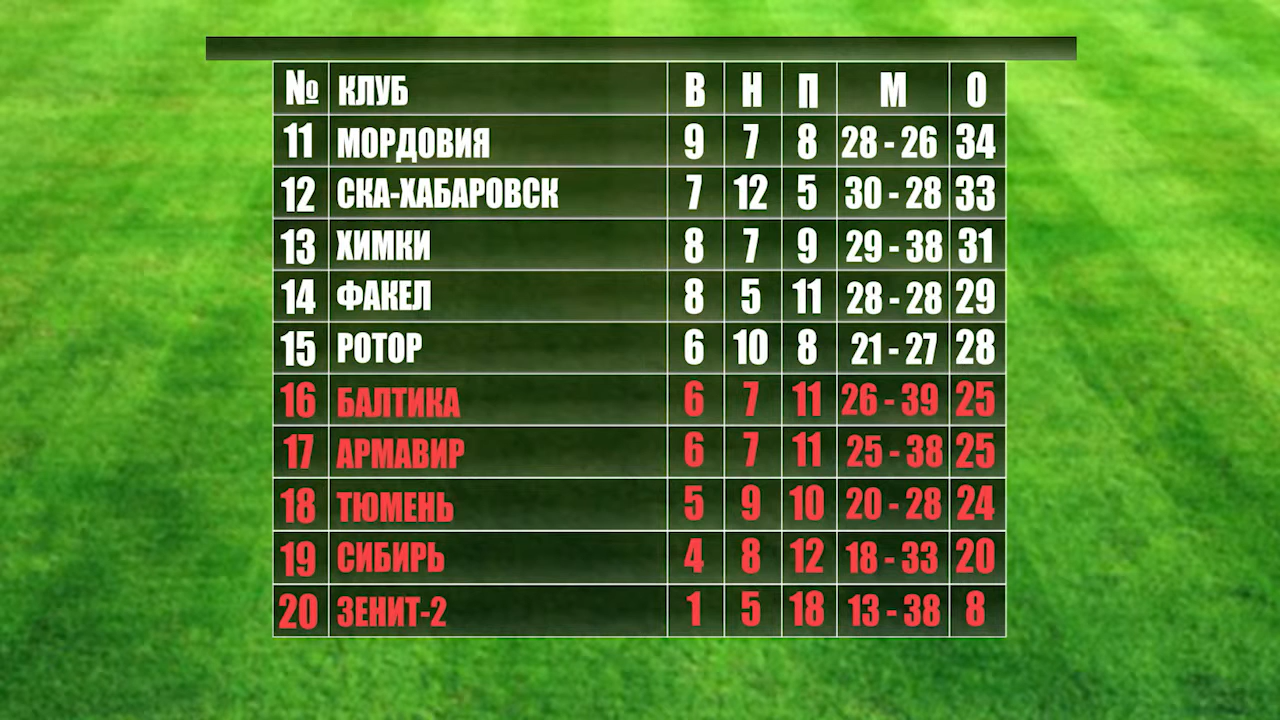 № КЛУБ В Н П М О
11 МОРДОВИЯ 9 7 8 28 - 26 34
12 СКА-ХАБАРОВСК 7 12 5 30 - 28 33
13 ХИМКИ 8 7 9 29 - 38 31
14 ФАКЕЛ 8 5 11 28 - 28 29
15 РОТОР 6 10 8 21 - 27 28
16 БАЛТИКА 6 7 11 26 - 39 25
17 АРМАВИР 6 7 11 25 - 38 25
18 ТЮМЕНЬ 5 9 10 20 - 28 24
19 СИБИРЬ 4 8 12 18 - 33 20
20 ЗЕНИТ-2 1 5 18 13 - 38 8